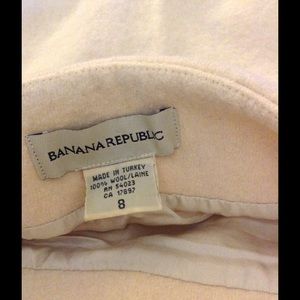 BANANA REPUBLIC
MADE IN TURKEY
100% WOOL/LAINE
RN 54023
CA 17897
8